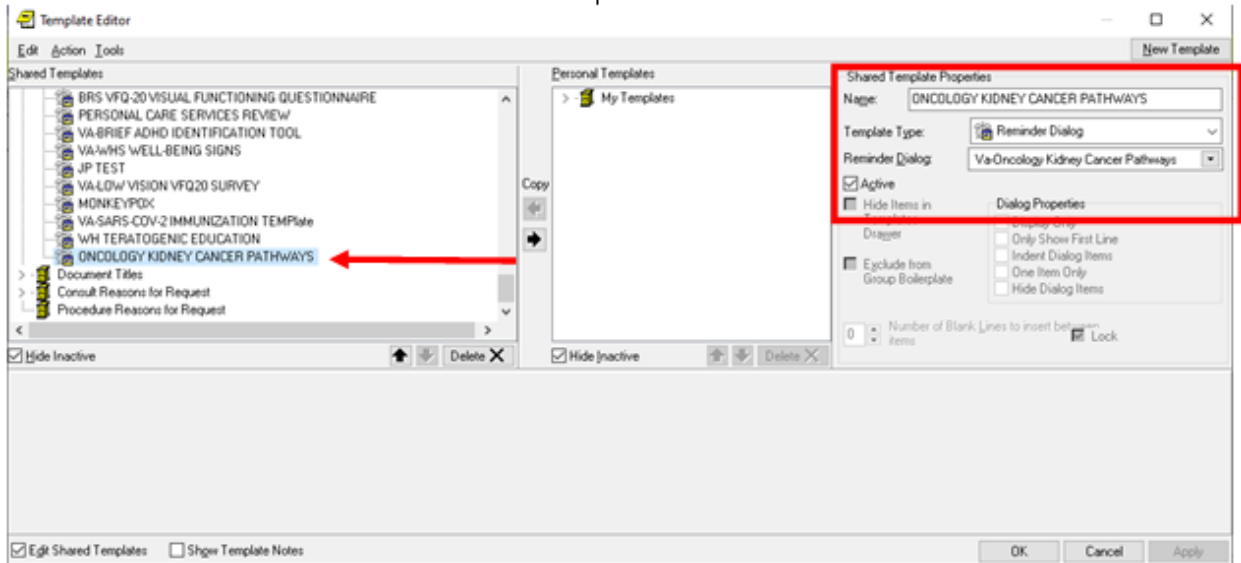 Template Editor
Edit Action Tools
New Template
Shared Templates
BRS VFQ-20 VISUAL FUNCTIONING QUESTIONNAIRE
PERSONAL CARE SERVICES REVIEW
VA-BRIEF ADHD IDENTIFICATION TOOL
VA-WHS WELL-BEING SIGNS
JP TEST
VA-LOW VISION VFQ20 SURVEY
MONKEYPOX
VA-SARS-COV-2 IMMUNIZATION TEMPlate
WH TERATOGENIC EDUCATION
ONCOLOGY KIDNEY CANCER PATHWAYS
Document Titles
Consult Reasons for Request
Procedure Reasons for Request
Hide Inactive
Delete
Copy
Personal Templates
My Templates
Hide Inactive
Delete
Shared Template Properties
Name: ONCOLOGY KIDNEY CANCER PATHWAYS
Template Type: Reminder Dialog
Reminder Dialog: Va-Oncology Kidney Cancer Pathways
Active
Hide Items in
Templates
Drawer
Exclude from
Group Boilerplate
Dialog Properties
Display Only
Only Show First Line
Indent Dialog Items
One Item Only
Hide Dialog Items
0 Number of Blank Lines to insert between
items
Lock
Edit Shared Templates Show Template Notes
OK Cancel Apply